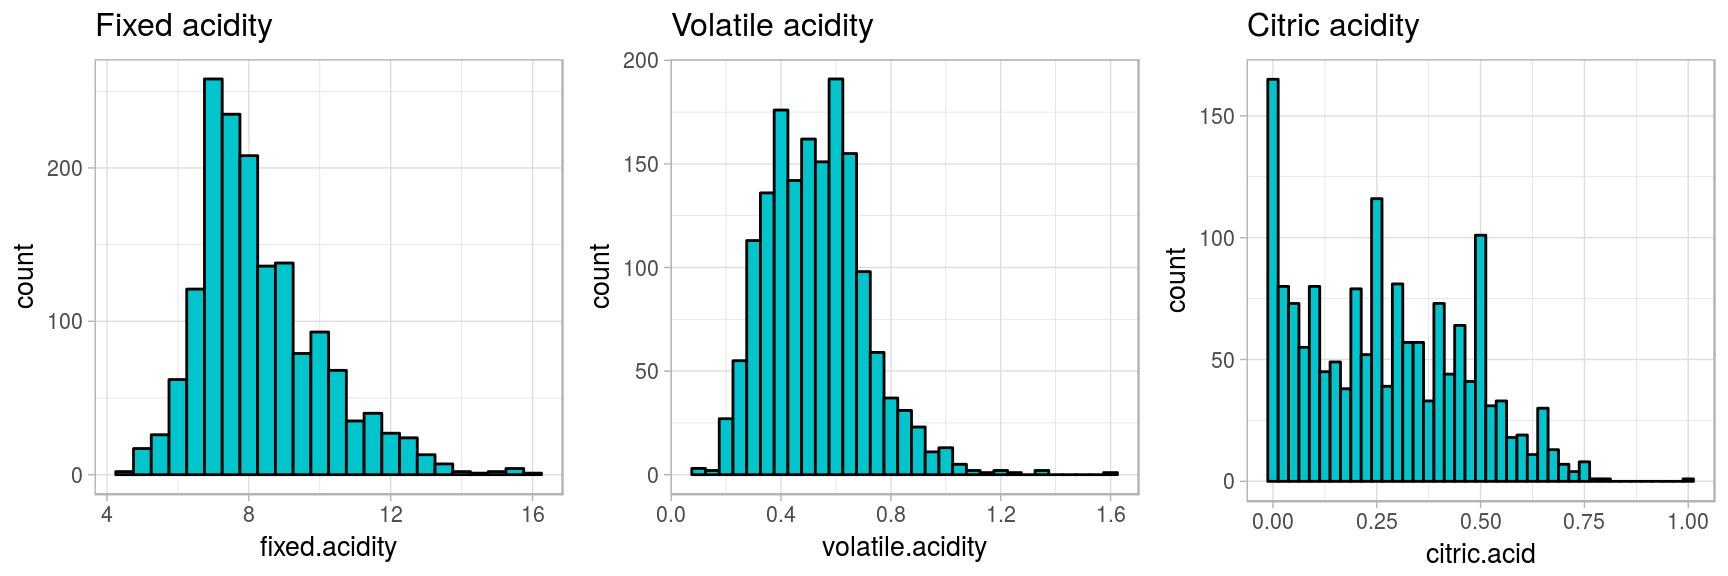 Fixed acidity
count
200
100
0
4 8 12 16
fixed.acidity
Volatile acidity
count
200
150
100
50
0
0.0 0.4 0.8 1.2 1.6
volatile.acidity
Citric acidity
count
150
100
50
0
0.00 0.25 0.50 0.75 1.00
citric.acid